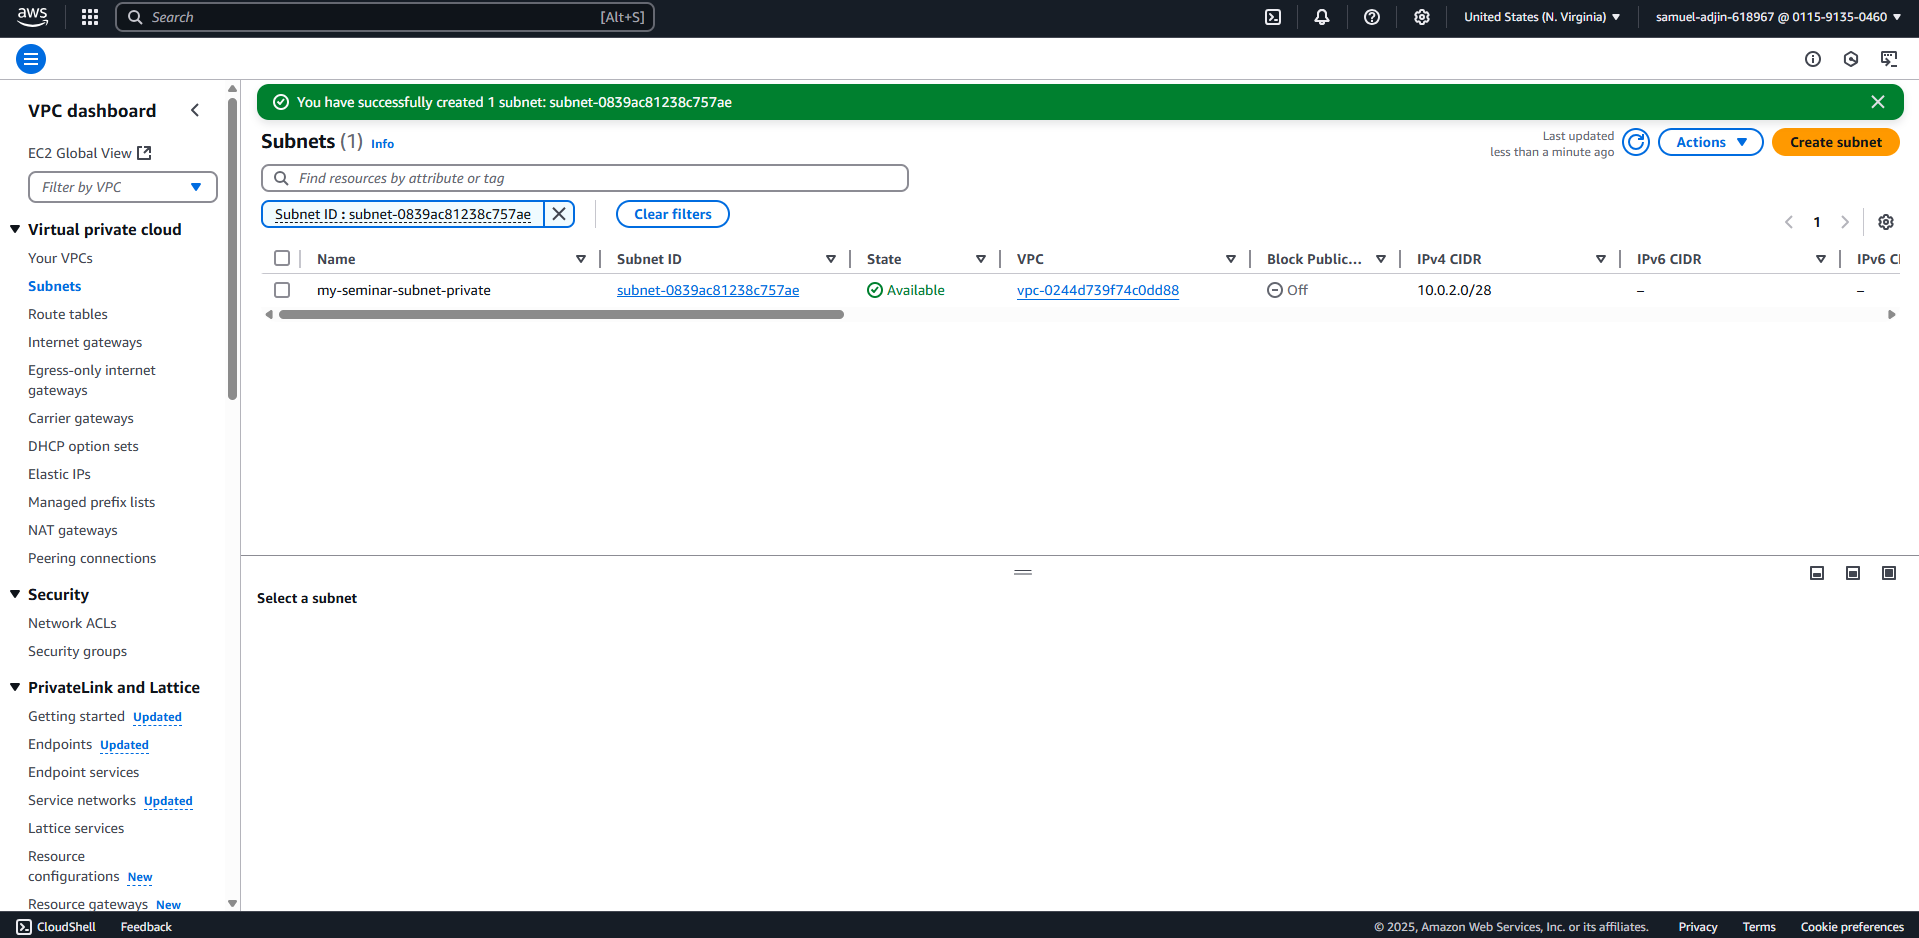 aws
Search [Alt+S]
United States (N. Virginia)
samuel-adjin-618967 @ 0115-9135-0460
VPC dashboard
EC2 Global View
Filter by VPC
Virtual private cloud
Your VPCs
Subnets
Route tables
Internet gateways
Egress-only internet
gateways
Carrier gateways
DHCP option sets
Elastic IPs
Managed prefix lists
NAT gateways
Peering connections
Security
Network ACLs
Security groups
PrivateLink and Lattice
Getting started Updated
Endpoints Updated
Endpoint services
Service networks Updated
Lattice services
Resource
configurations New
Resource gateways New
You have successfully created 1 subnet: subnet-0839ac81238c757ae
Subnets (1) Info
Last updated
less than a minute ago
Actions
Create subnet
Find resources by attribute or tag
Subnet ID : subnet-0839ac81238c757ae
Clear filters
1
Name Subnet ID State VPC Block Public... IPv4 CIDR IPv6 CIDR IPv6 CI
my-seminar-subnet-private subnet-0839ac81238c757ae Available vpc-0244d739f74c0dd88 Off 10.0.2.0/28 – –
Select a subnet
CloudShell Feedback © 2025, Amazon Web Services, Inc. or its affiliates. Privacy Terms Cookie preferences